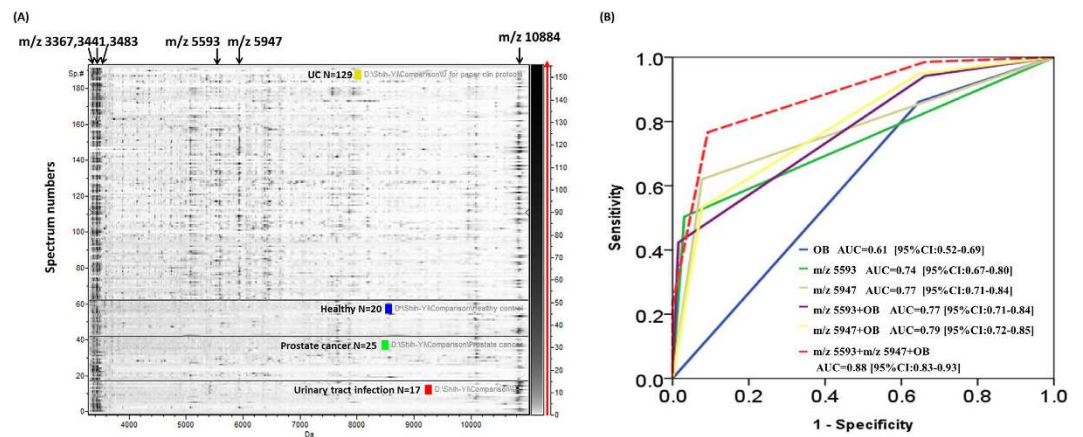 (A)
(B)
m/z 3367,3441,3483
m/z 5593
m/z 5947
m/z 10884
Sp.#
UC N=129
Healthy N=20
Prostate cancer N=25
Urinary tract infection N=17
Spectrum numbers
180
160
140
120
100
80
60
40
20
0
4000
5000
6000
7000
8000
9000
10000
Da
150
140
130
120
110
100
90
80
70
60
50
40
30
20
10
0
Sensitivity
1.0
0.8
0.6
0.4
0.2
0.0
OB AUC=0.61 [95%CI:0.52-0.69]
m/z 5593 AUC=0.74 [95%CI:0.67-0.80]
m/z 5947 AUC=0.77 [95%CI:0.71-0.84]
m/z 5593+OB AUC=0.77 [95%CI:0.71-0.84]
m/z 5947+OB AUC=0.79 [95%CI:0.72-0.85]
m/z 5593+m/z 5947+OB
AUC=0.88 [95%CI:0.83-0.93]
0.0
0.2
0.4
0.6
0.8
1.0
1 - Specificity